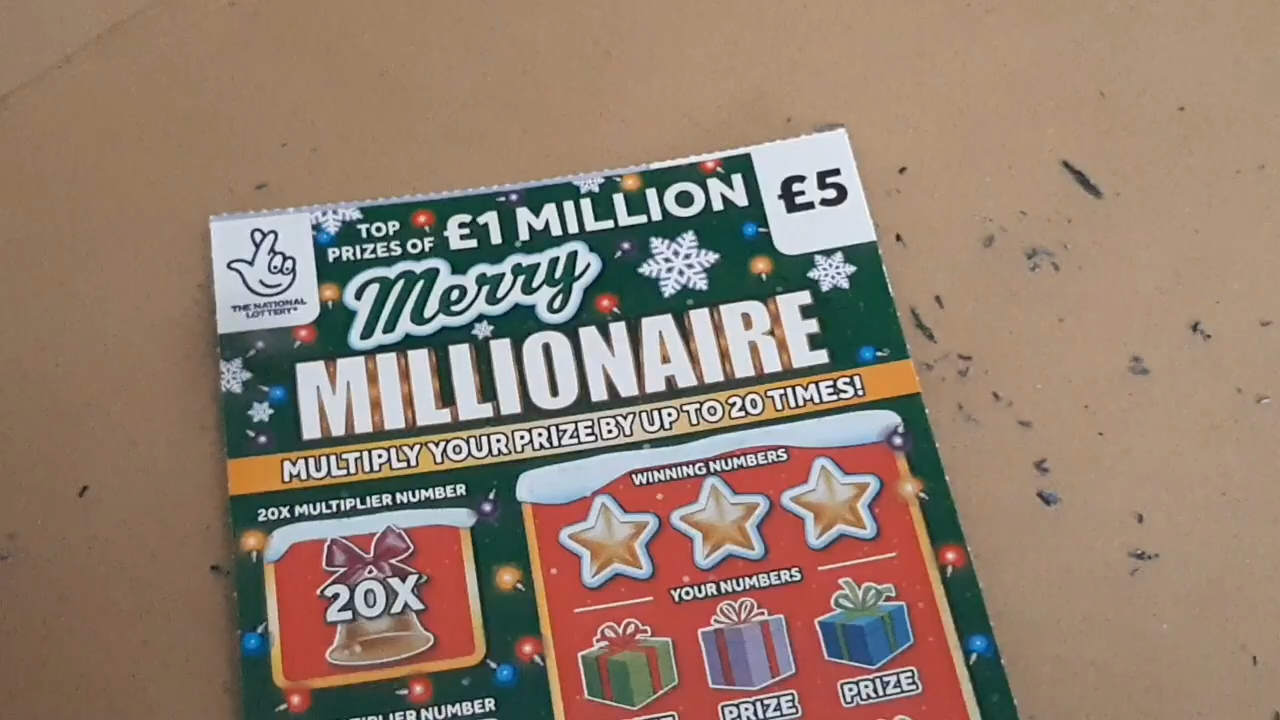 TOP
PRIZES OF £1 MILLION
£5
THE NATIONAL
LOTTERY®
Merry
MILLIONAIRE
MULTIPLY YOUR PRIZE BY UP TO 20 TIMES!
20X MULTIPLIER NUMBER
20X
WINNING NUMBERS
YOUR NUMBERS
PRIZE
PRIZE
NUMBER